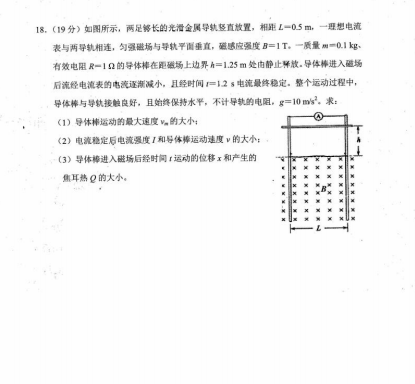 18.（19 分）如图所示，两足够长的光滑金属导轨竖直放置，相距 L=0.5 m，一理想电流
表与两导轨相连，匀强磁场与导轨平面垂直，磁感应强度 B=1 T。一质量 m=0.1 kg、
有效电阻 R=1 Ω 的导体棒在距磁场上边界 h=1.25 m 处由静止释放。导体棒进入磁场
后流经电流表的电流逐渐减小，且经时间 t=1.2 s 电流最终稳定。整个运动过程中，
导体棒与导轨接触良好，且始终保持水平，不计导轨的电阻，g=10 m/s²。求：
（1）导体棒运动的最大速度 vₘ 的大小；
（2）电流稳定后电流强度 I 和导体棒运动速度 v 的大小；
（3）导体棒进入磁场后经时间 t 运动的位移 x 和产生的
焦耳热 Q 的大小。
A
h
B
L